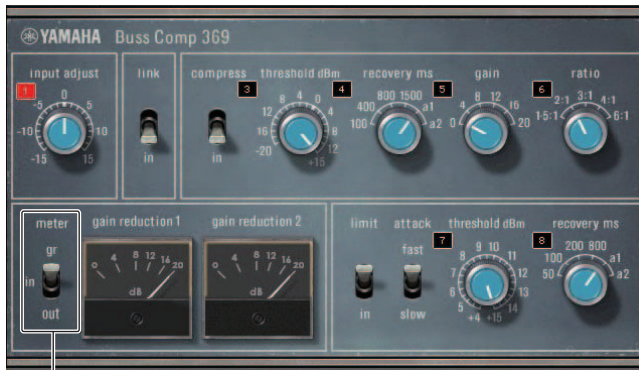 YAMAHA Buss Comp 369
input adjust
1
-15 -10 -5 0 5 10 15
link
in
compress
in
3
threshold dBm
-20 16 12 8 4 0 4 8 12 +15
4
recovery ms
100 400 800 1500 a1 a2
5
gain
0 4 8 12 16 20
6
ratio
1·5:1 2:1 3:1 4:1 6:1
meter
gr
in
out
gain reduction 1
0 4 8 12 16 20
dB
gain reduction 2
0 4 8 12 16 20
dB
limit
in
attack
fast
slow
7
threshold dBm
+4 5 6 7 8 9 10 11 12 13 14 +15
8
recovery ms
50 100 200 800 a1 a2